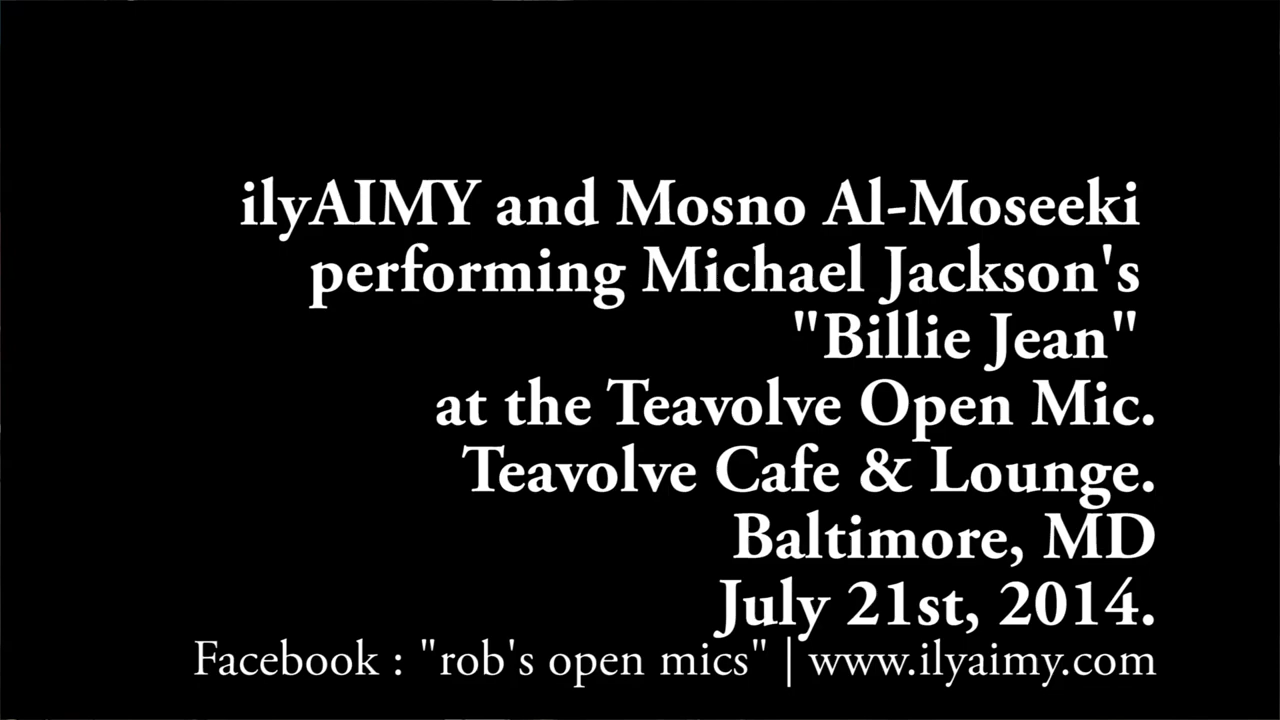 ilyAIMY and Mosno Al-Moseeki
performing Michael Jackson's
"Billie Jean"
at the Teavolve Open Mic.
Teavolve Cafe & Lounge.
Baltimore, MD
July 21st, 2014.
Facebook : "rob's open mics" | www.ilyaimy.com